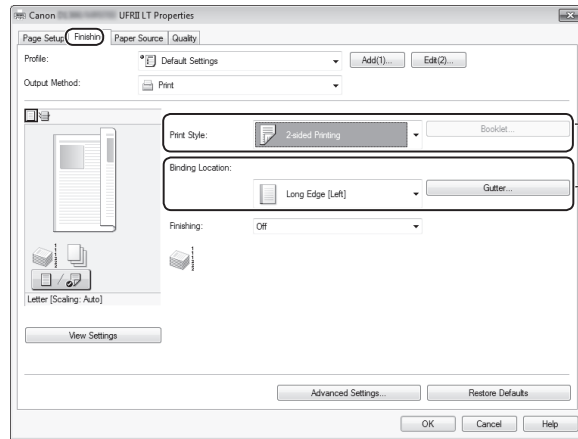 Canon UFRII LT Properties
Page Setup Finishin Paper Source Quality
Profile: Default Settings Add(1)... Edit(2)...
Output Method: Print
Print Style: 2-sided Printing Booklet...
Binding Location:
Long Edge [Left] Gutter...
Finishing: Off
Letter [Scaling: Auto]
View Settings
Advanced Settings... Restore Defaults
OK Cancel Help